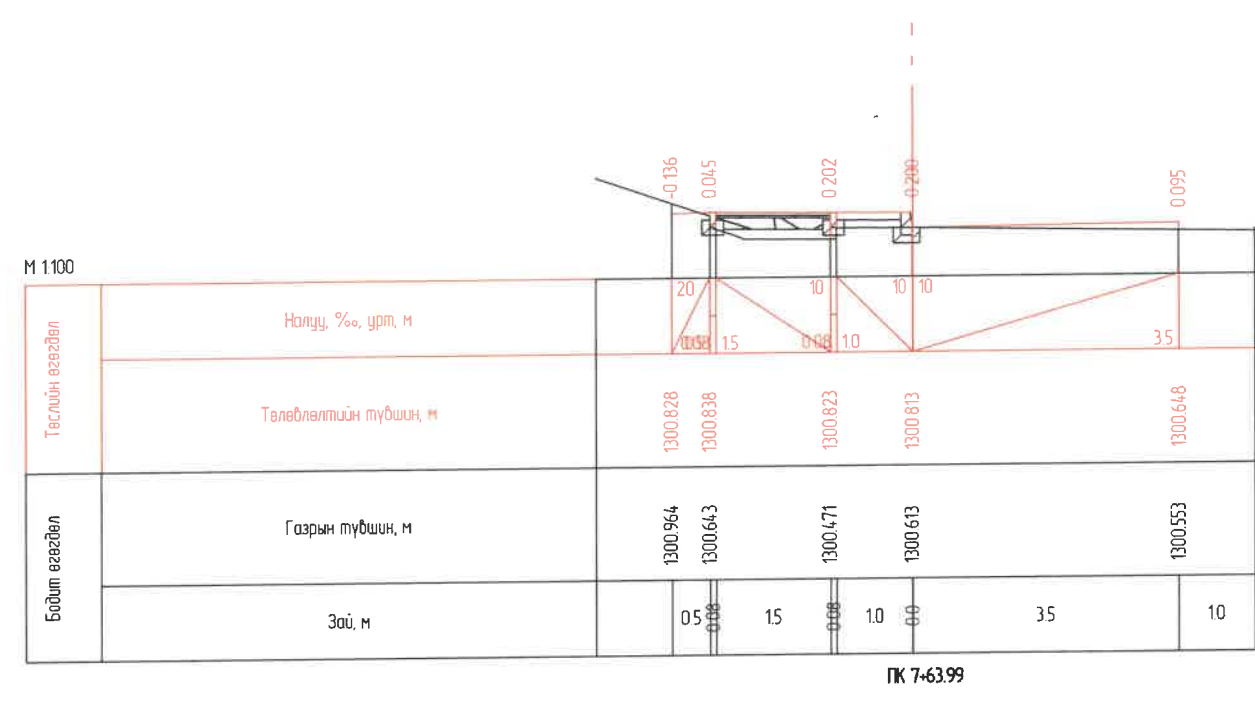 -0.136 0.045 0.202 0.200 0.095
М 1:100
Төслийн өгөгдөл
Налуу, ‰, урт, м
20 10 10 10
0.08 1.5 0.08 1.0 3.5
Төлөвлөлтийн түвшин, м
1300.828 1300.838 1300.823 1300.813 1300.648
Бодит өгөгдөл
Газрын түвшин, м
1300.964 1300.643 1300.471 1300.613 1300.553
Зай, м
0.5 0.08 1.5 0.08 1.0 0.0 3.5 1.0
ПК 7+63.99